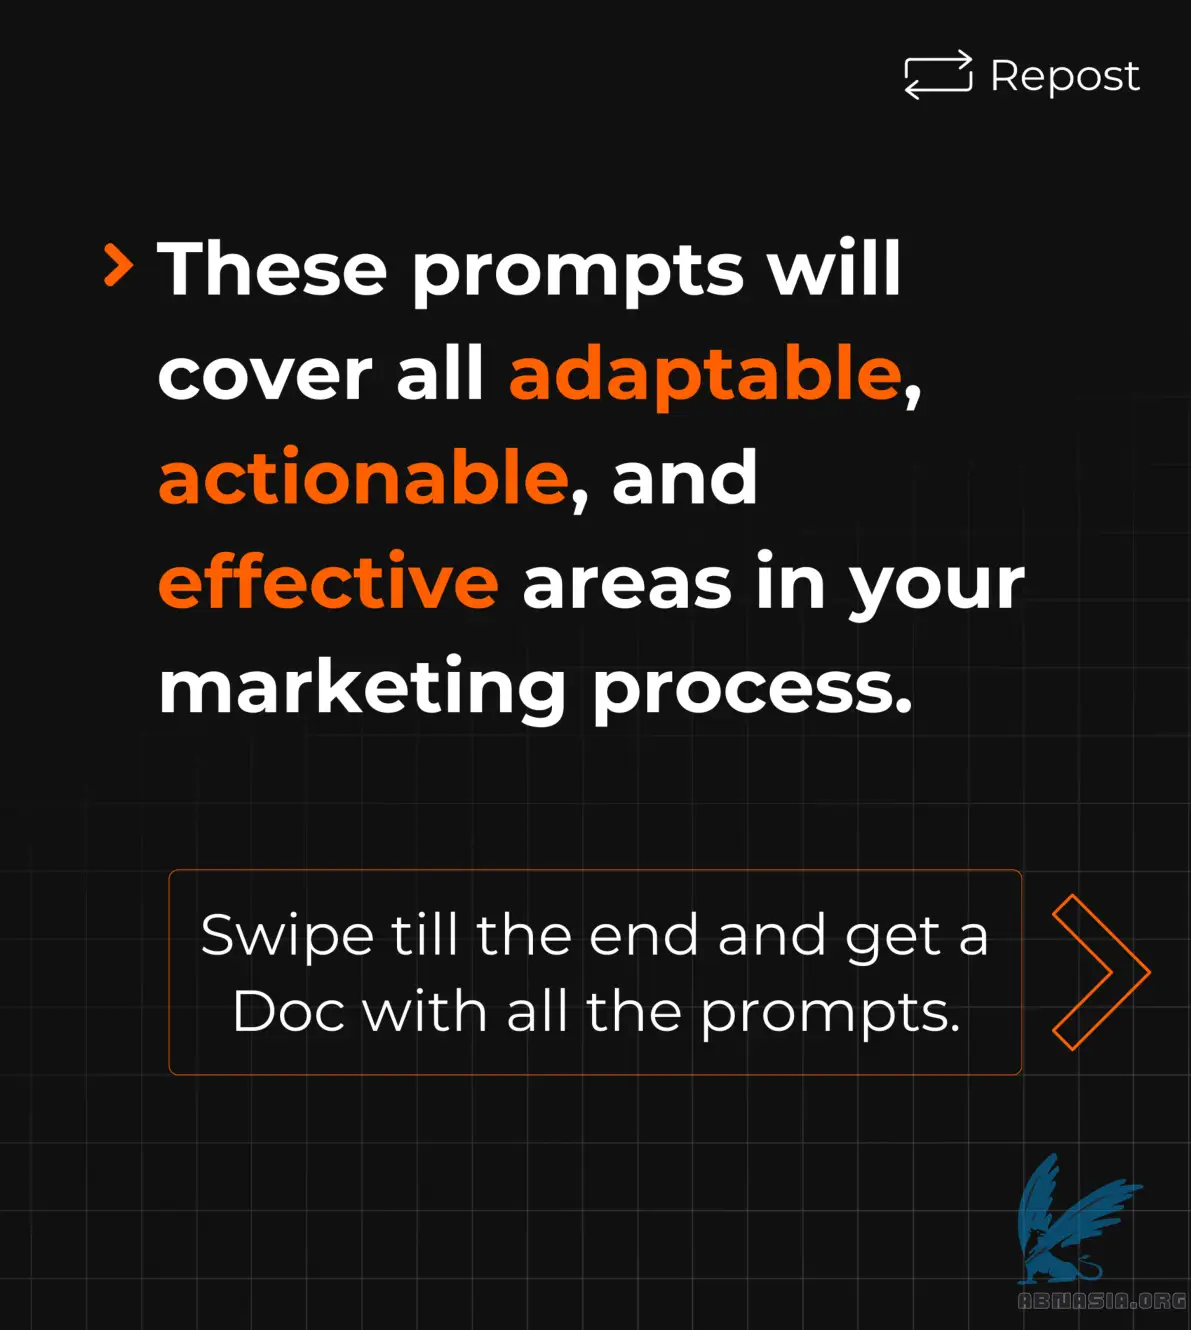 Repost
These prompts will
cover all adaptable,
actionable, and
effective areas in your
marketing process.
Swipe till the end and get a
Doc with all the prompts.
ABNASIA.ORG